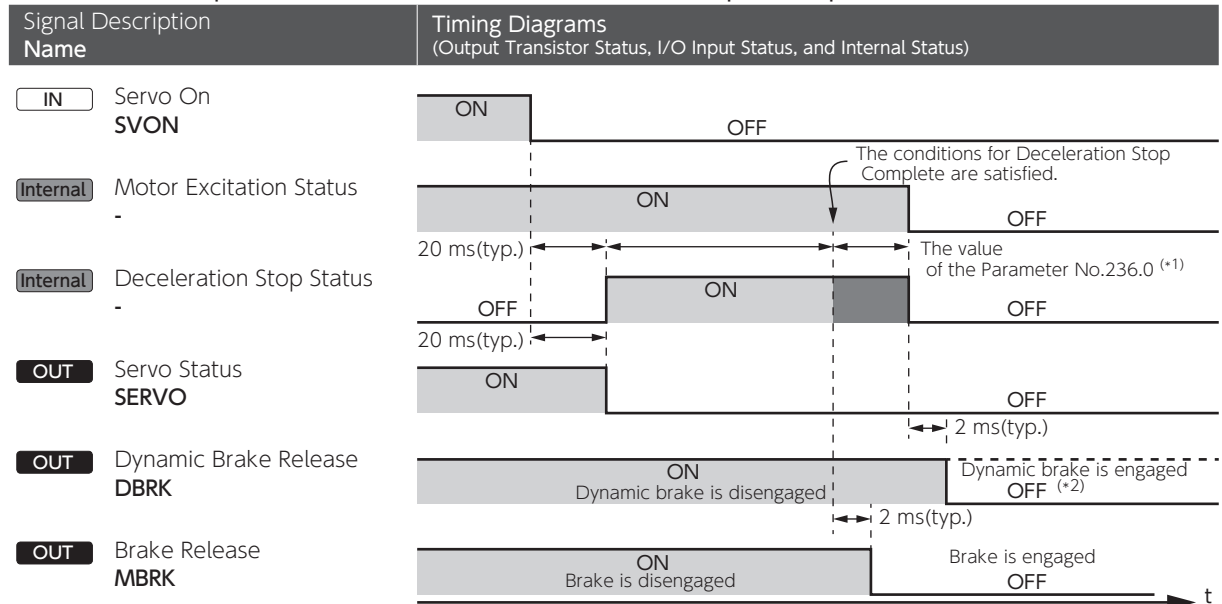 Signal Description
Name
Timing Diagrams
(Output Transistor Status, I/O Input Status, and Internal Status)
IN
Servo On
SVON
ON
OFF
The conditions for Deceleration Stop
Complete are satisfied.
Internal
Motor Excitation Status
-
ON
OFF
20 ms(typ.)
The value
of the Parameter No.236.0 (*1)
Internal
Deceleration Stop Status
-
OFF
ON
OFF
20 ms(typ.)
OUT
Servo Status
SERVO
ON
OFF
2 ms(typ.)
OUT
Dynamic Brake Release
DBRK
ON
Dynamic brake is disengaged
Dynamic brake is engaged
OFF (*2)
2 ms(typ.)
OUT
Brake Release
MBRK
ON
Brake is disengaged
Brake is engaged
OFF
t